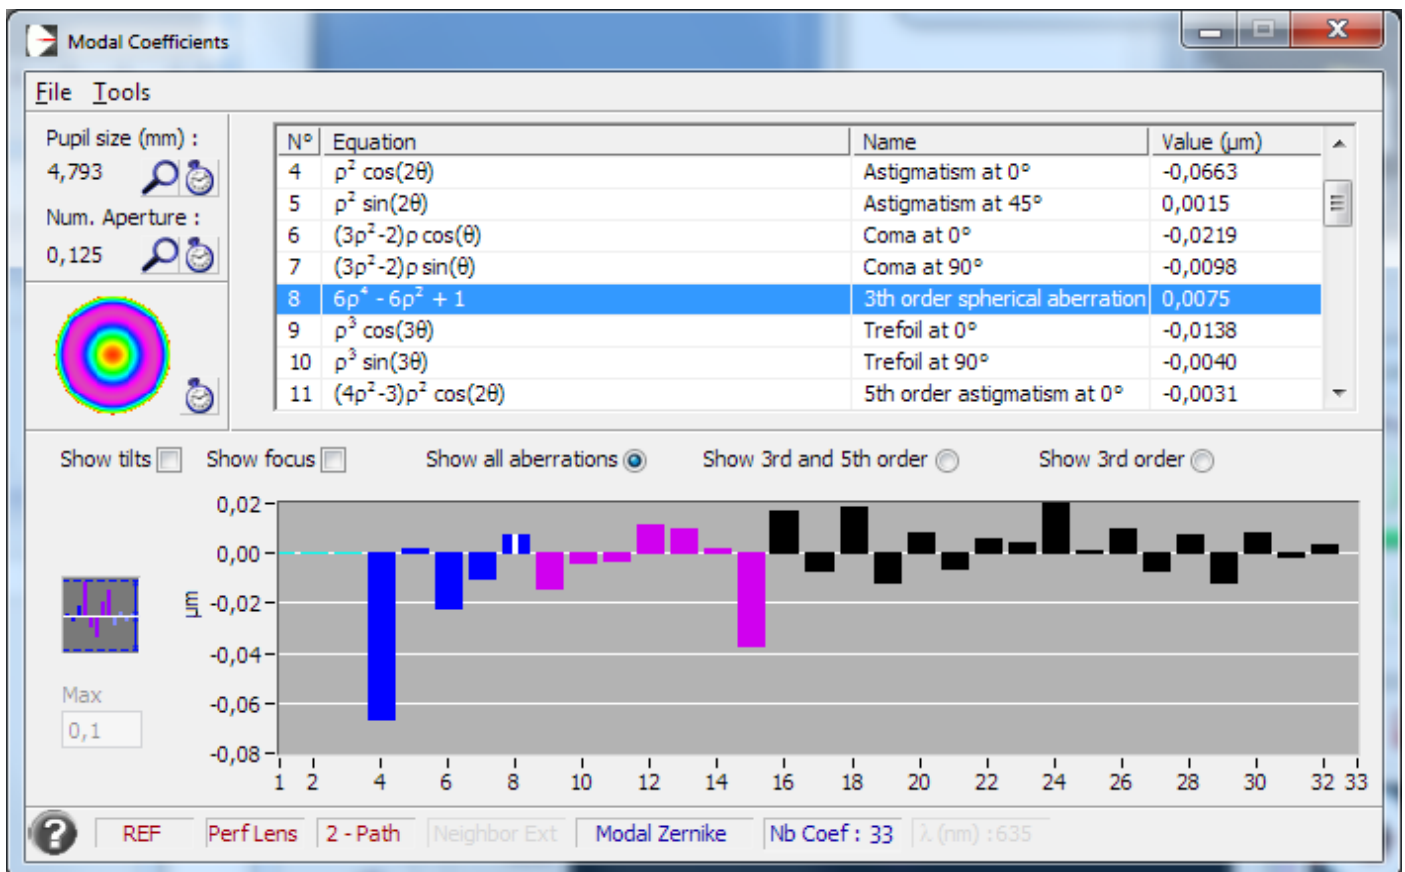 Modal Coefficients
File Tools
Pupil size (mm) :
4,793
Num. Aperture :
0,125
N° Equation Name Value (µm)
4 ρ² cos(2θ) Astigmatism at 0° -0,0663
5 ρ² sin(2θ) Astigmatism at 45° 0,0015
6 (3ρ²-2)ρ cos(θ) Coma at 0° -0,0219
7 (3ρ²-2)ρ sin(θ) Coma at 90° -0,0098
8 6ρ⁴ - 6ρ² + 1 3th order spherical aberration 0,0075
9 ρ³ cos(3θ) Trefoil at 0° -0,0138
10 ρ³ sin(3θ) Trefoil at 90° -0,0040
11 (4ρ²-3)ρ² cos(2θ) 5th order astigmatism at 0° -0,0031
Show tilts Show focus Show all aberrations Show 3rd and 5th order Show 3rd order
0,02
0,00
-0,02
-0,04
-0,06
-0,08
µm
Max
0,1
1 2 4 6 8 10 12 14 16 18 20 22 24 26 28 30 32 33
? REF Perf Lens 2 - Path Neighbor Ext Modal Zernike Nb Coef : 33 λ (nm) :635